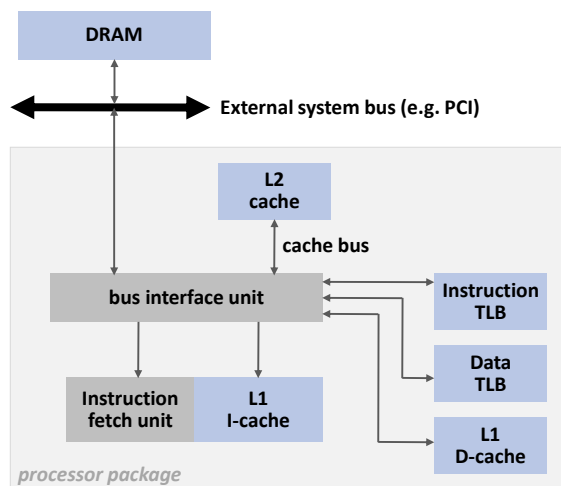 DRAM
External system bus (e.g. PCI)
L2
cache
cache bus
bus interface unit
Instruction
TLB
Data
TLB
Instruction
fetch unit
L1
I-cache
L1
D-cache
processor package